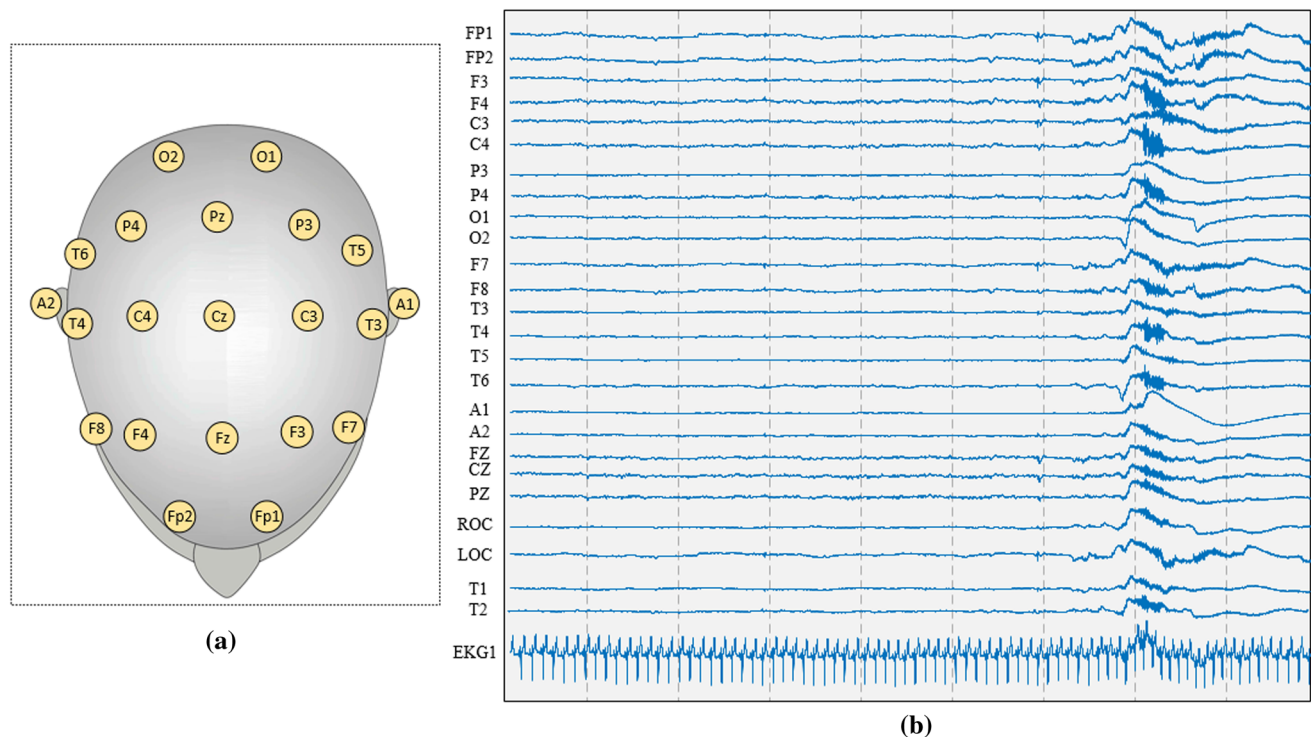 O2 O1
P4 Pz P3
T6 T5
A2 A1
T4 C4 Cz C3 T3
F8 F4 Fz F3 F7
Fp2 Fp1
(a)
FP1
FP2
F3
F4
C3
C4
P3
P4
O1
O2
F7
F8
T3
T4
T5
T6
A1
A2
FZ
CZ
PZ
ROC
LOC
T1
T2
EKG1
(b)